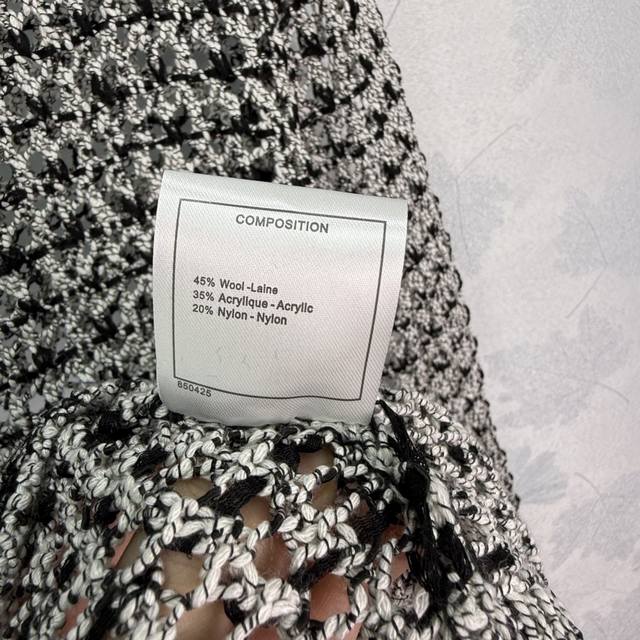 COMPOSITION
45% Wool-Laine
35% Acrylique - Acrylic
20% Nylon - Nylon
850425